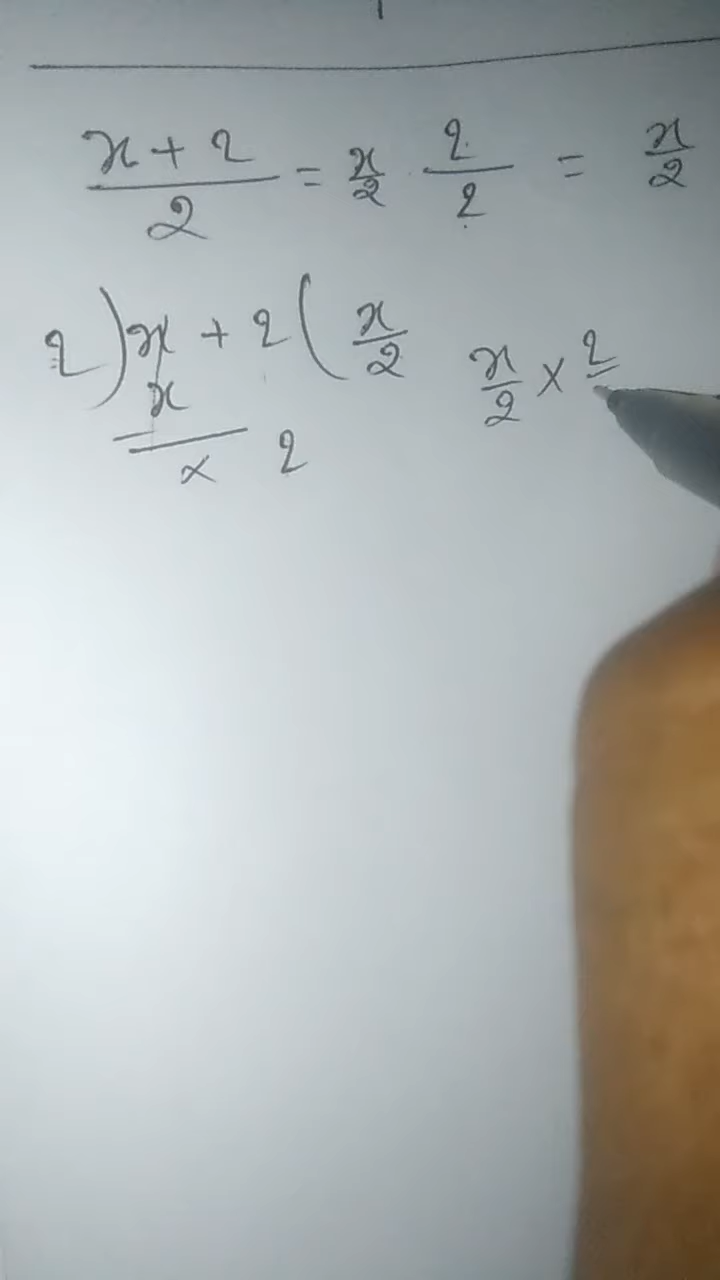 x + 2 / 2 = x/2 · 2/2 = x/2
2 ) x + 2 ( x/2
x/2 × 2/
x
x 2